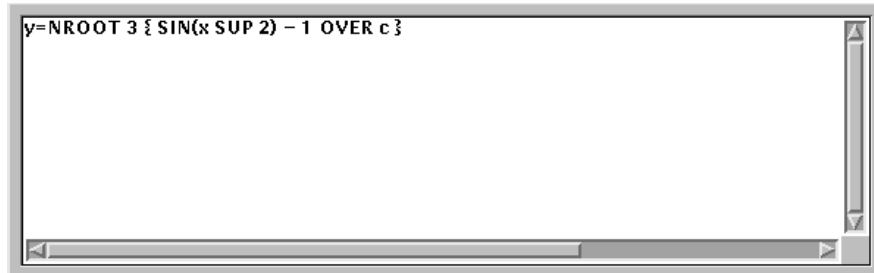 y=NROOT 3 { SIN(x SUP 2) – 1 OVER c }